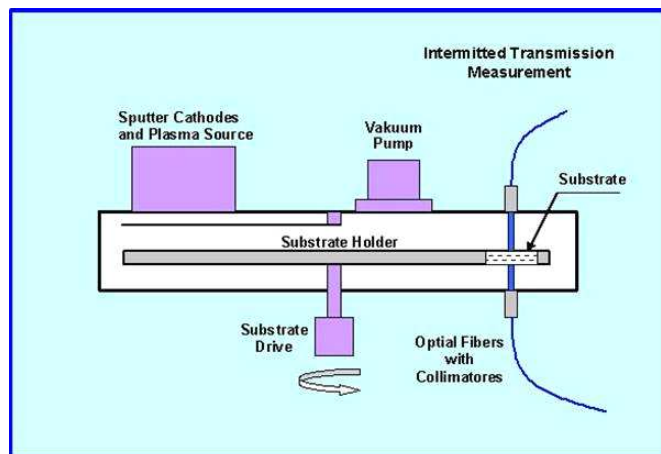 Intermitted Transmission
Measurement
Sputter Cathodes
and Plasma Source
Vakuum
Pump
Substrate
Substrate Holder
Substrate
Drive
Optial Fibers
with
Collimatores